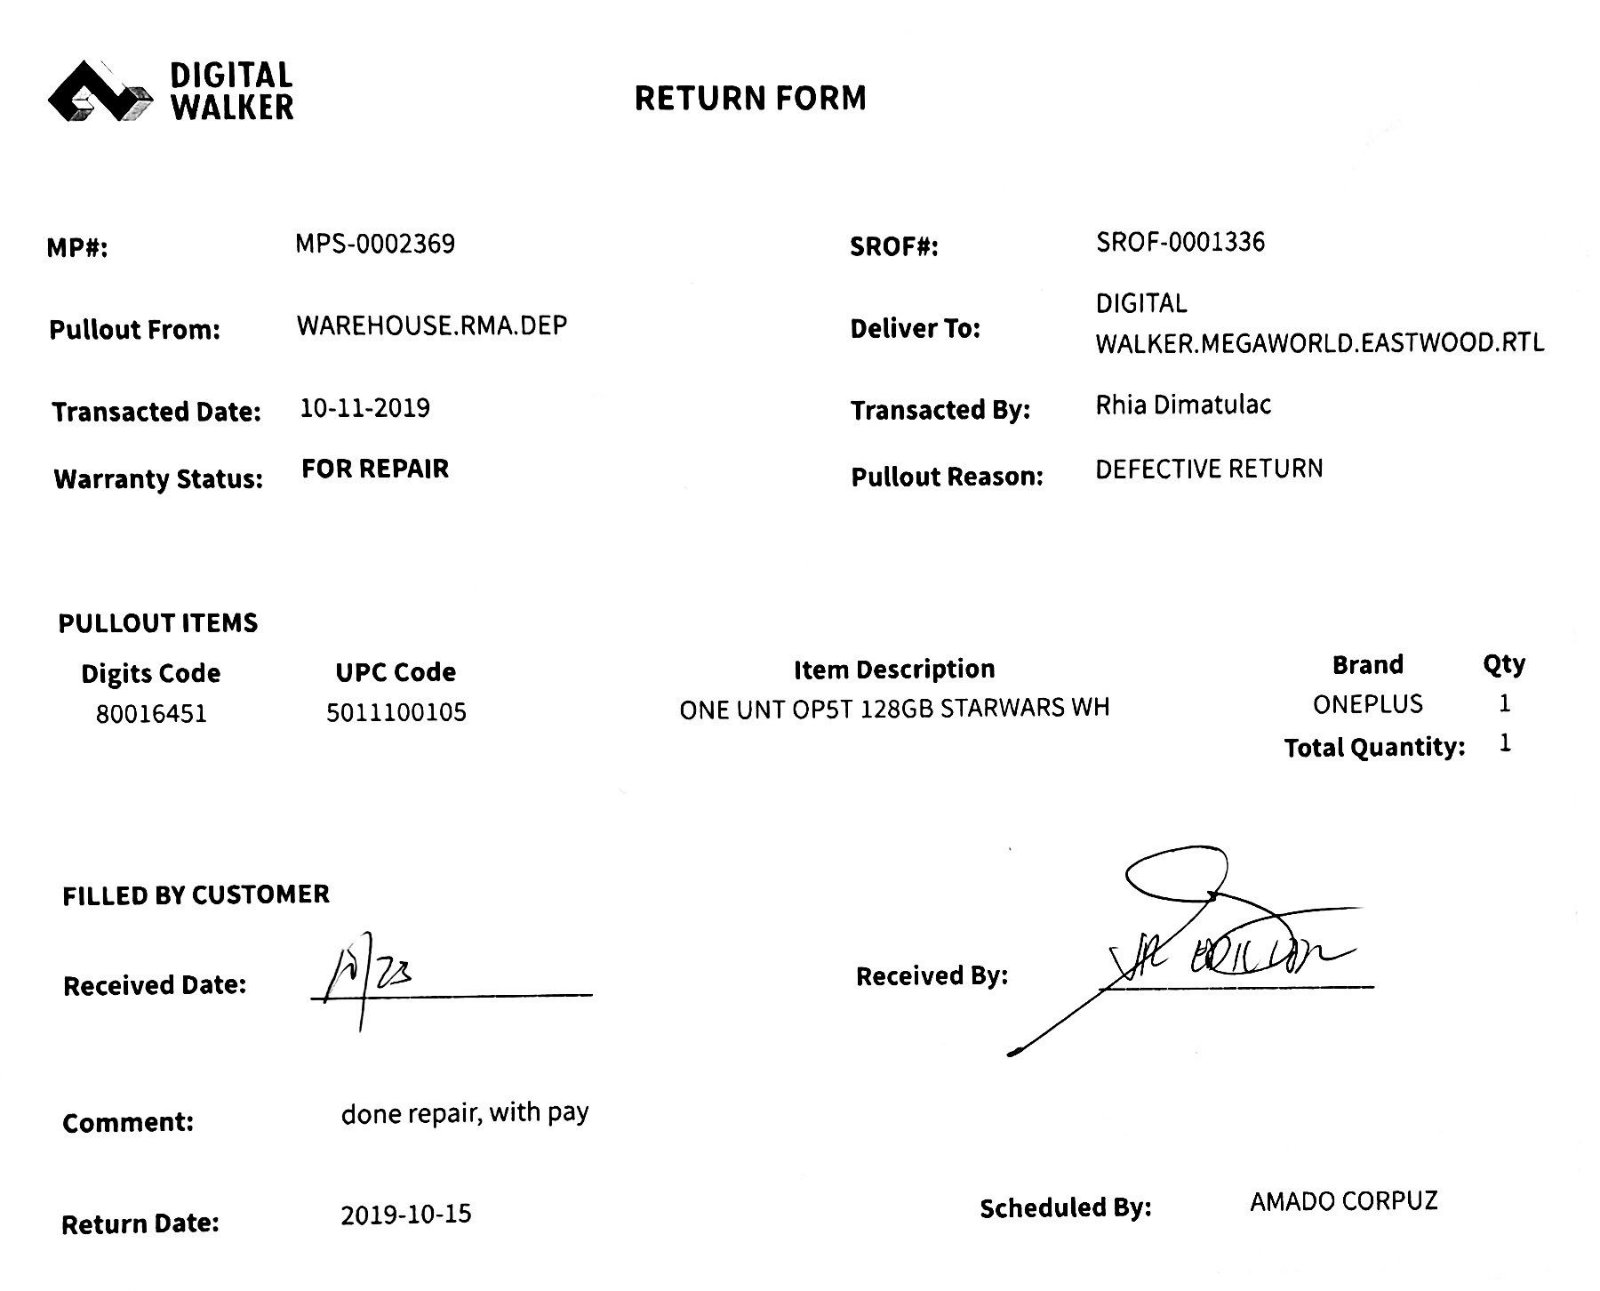 DIGITAL
WALKER
RETURN FORM
MP#: MPS-0002369 SROF#: SROF-0001336
Pullout From: WAREHOUSE.RMA.DEP Deliver To: DIGITAL
WALKER.MEGAWORLD.EASTWOOD.RTL
Transacted Date: 10-11-2019 Transacted By: Rhia Dimatulac
Warranty Status: FOR REPAIR Pullout Reason: DEFECTIVE RETURN
PULLOUT ITEMS
Digits Code UPC Code Item Description Brand Qty
80016451 5011100105 ONE UNT OP5T 128GB STARWARS WH ONEPLUS 1
Total Quantity: 1
FILLED BY CUSTOMER
Received Date: 10/23 Received By:
Comment: done repair, with pay
Return Date: 2019-10-15 Scheduled By: AMADO CORPUZ